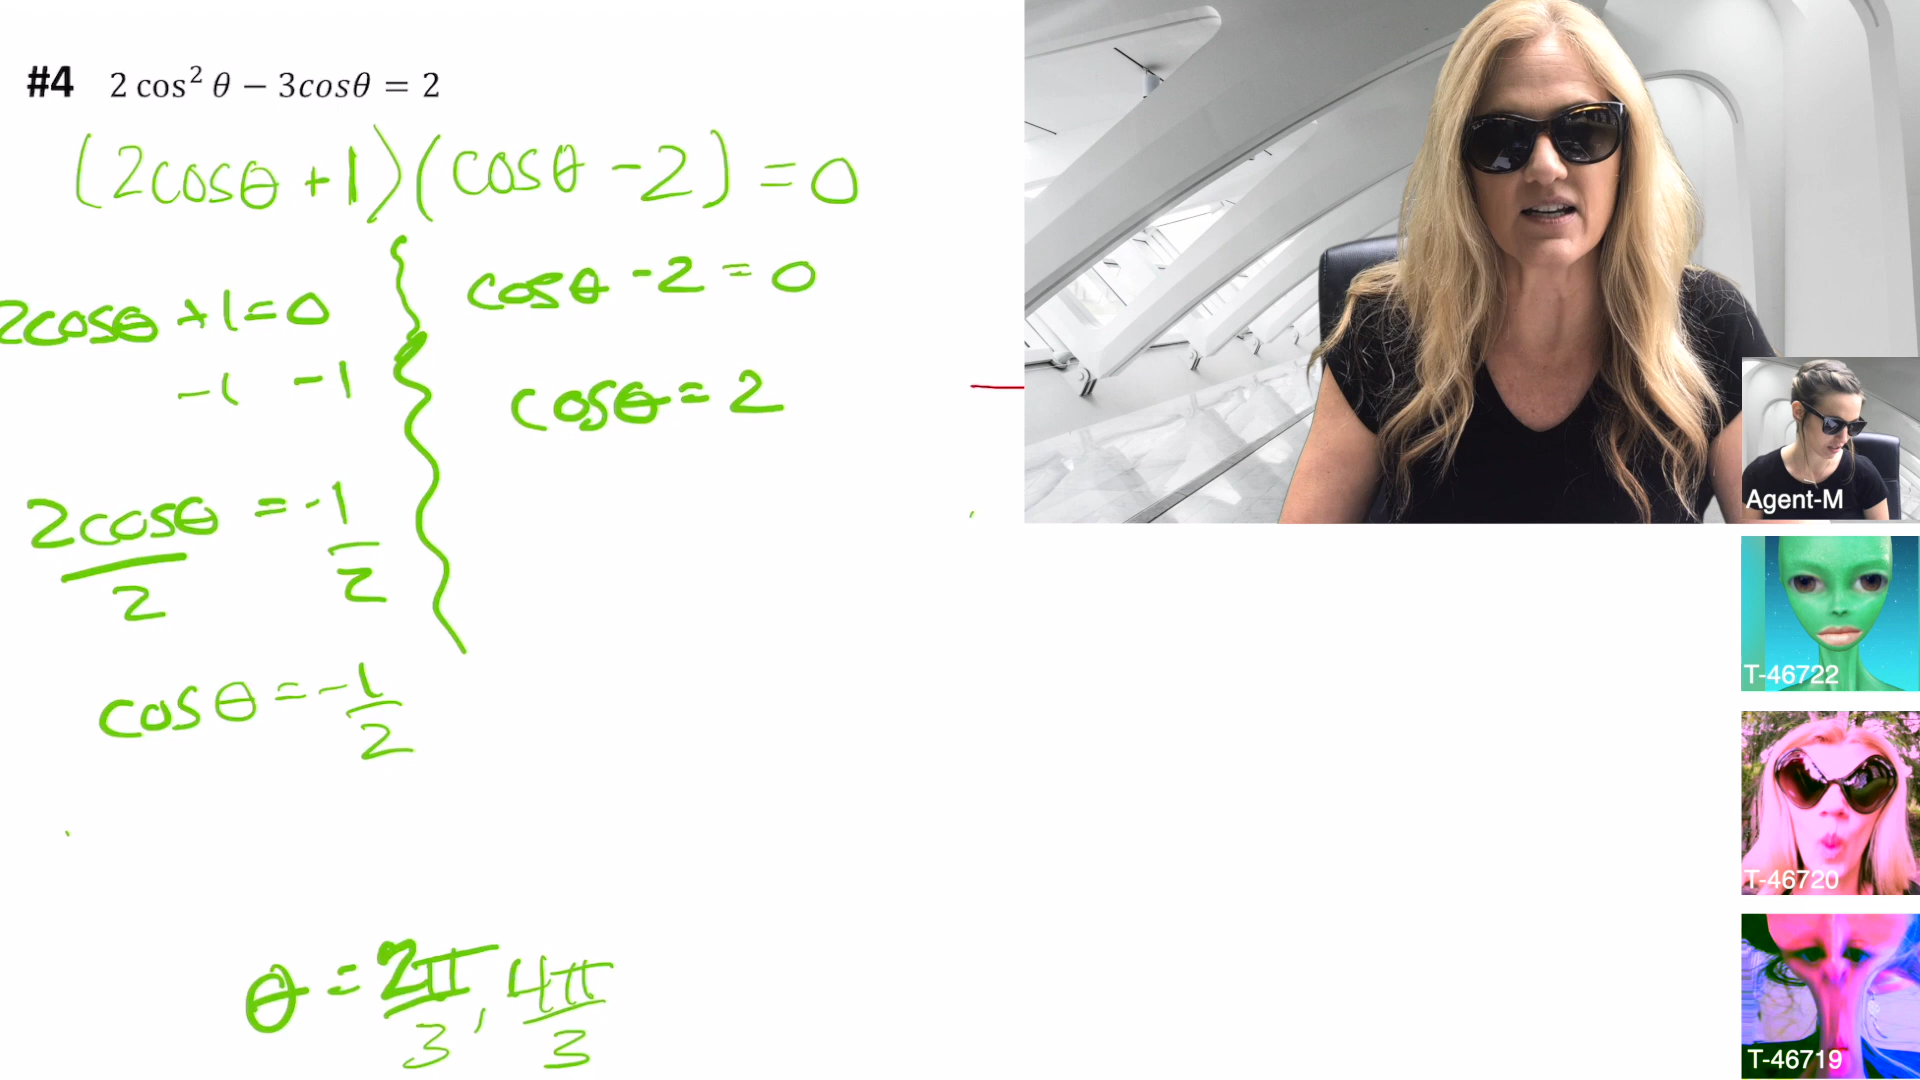 #4 2 cos² θ − 3cosθ = 2
(2cosθ +1)(cosθ -2) = 0
2cosθ +1=0
cosθ -2 = 0
-1 -1
cosθ = 2
2cosθ = -1
2 2
cosθ = -1/2
θ = 2π/3, 4π/3
Agent-M
T-46722
T-46720
T-46719